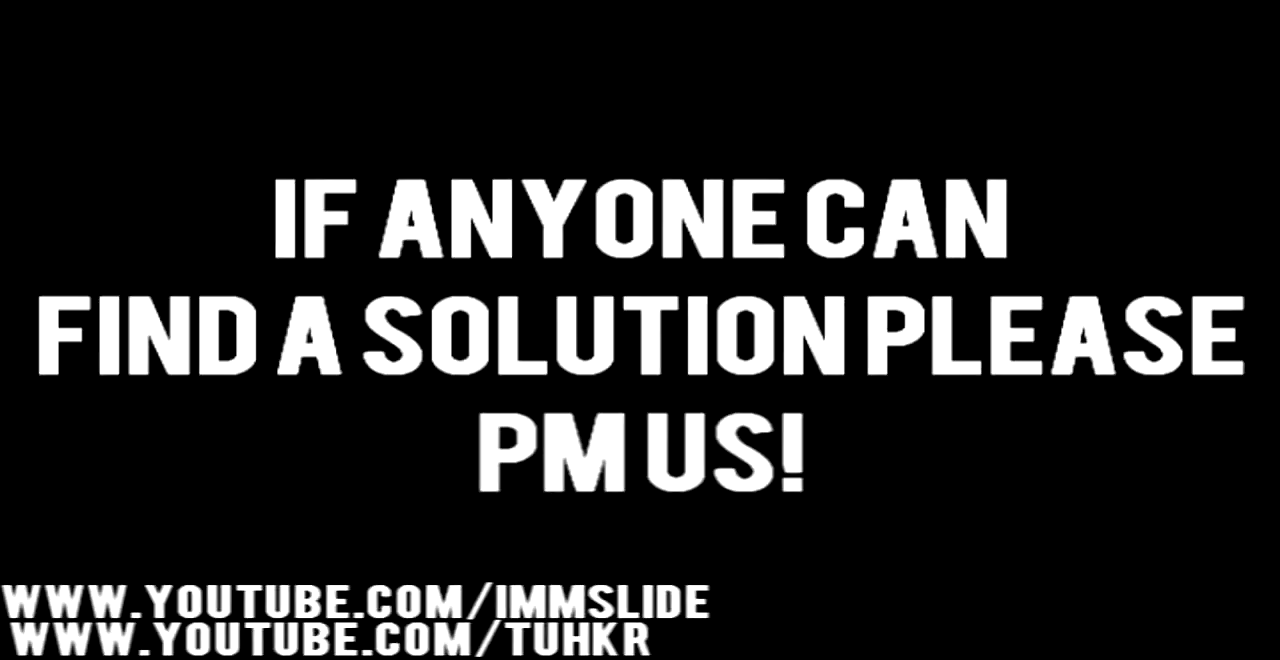 IF ANYONE CAN
FIND A SOLUTION PLEASE
PM US!
WWW.YOUTUBE.COM/IMMSLIDE
WWW.YOUTUBE.COM/TUHKR